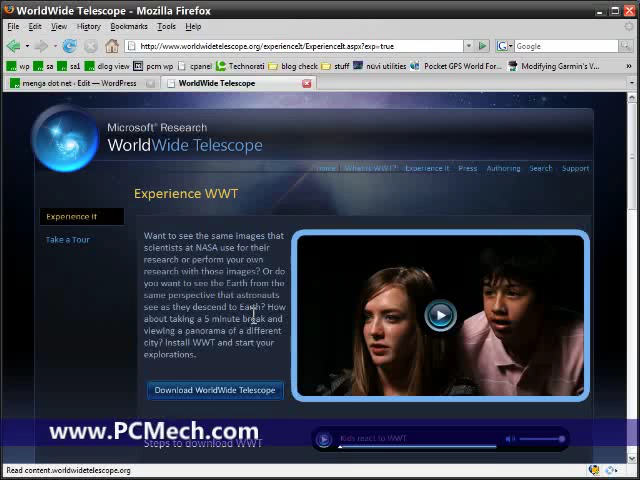 WorldWide Telescope - Mozilla Firefox
File Edit View History Bookmarks Tools Help
http://www.worldwidetelescope.org/experienceIt/ExperienceIt.aspx?exp=true
Google
wp sa sa1 dlog view pcm wp cpanel Technorati blog check stuff nuvi utilities Pocket GPS World For... Modifying Garmin's V...
menga dot net › Edit — WordPress
WorldWide Telescope
Microsoft® Research
WorldWide Telescope
Home What is WWT? Experience It Press Authoring Search Support
Experience WWT
Experience It
Take a Tour
Want to see the same images that
scientists at NASA use for their
research or perform your own
research with those images? Or do
you want to see the Earth from the
same perspective that astronauts
see as they descend to Earth? How
about taking a 5 minute break and
viewing a panorama of a different
city? Install WWT and start your
explorations.
Download WorldWide Telescope
www.PCMech.com
Steps to download WWT
Kids react to WWT
Read content.worldwidetelescope.org